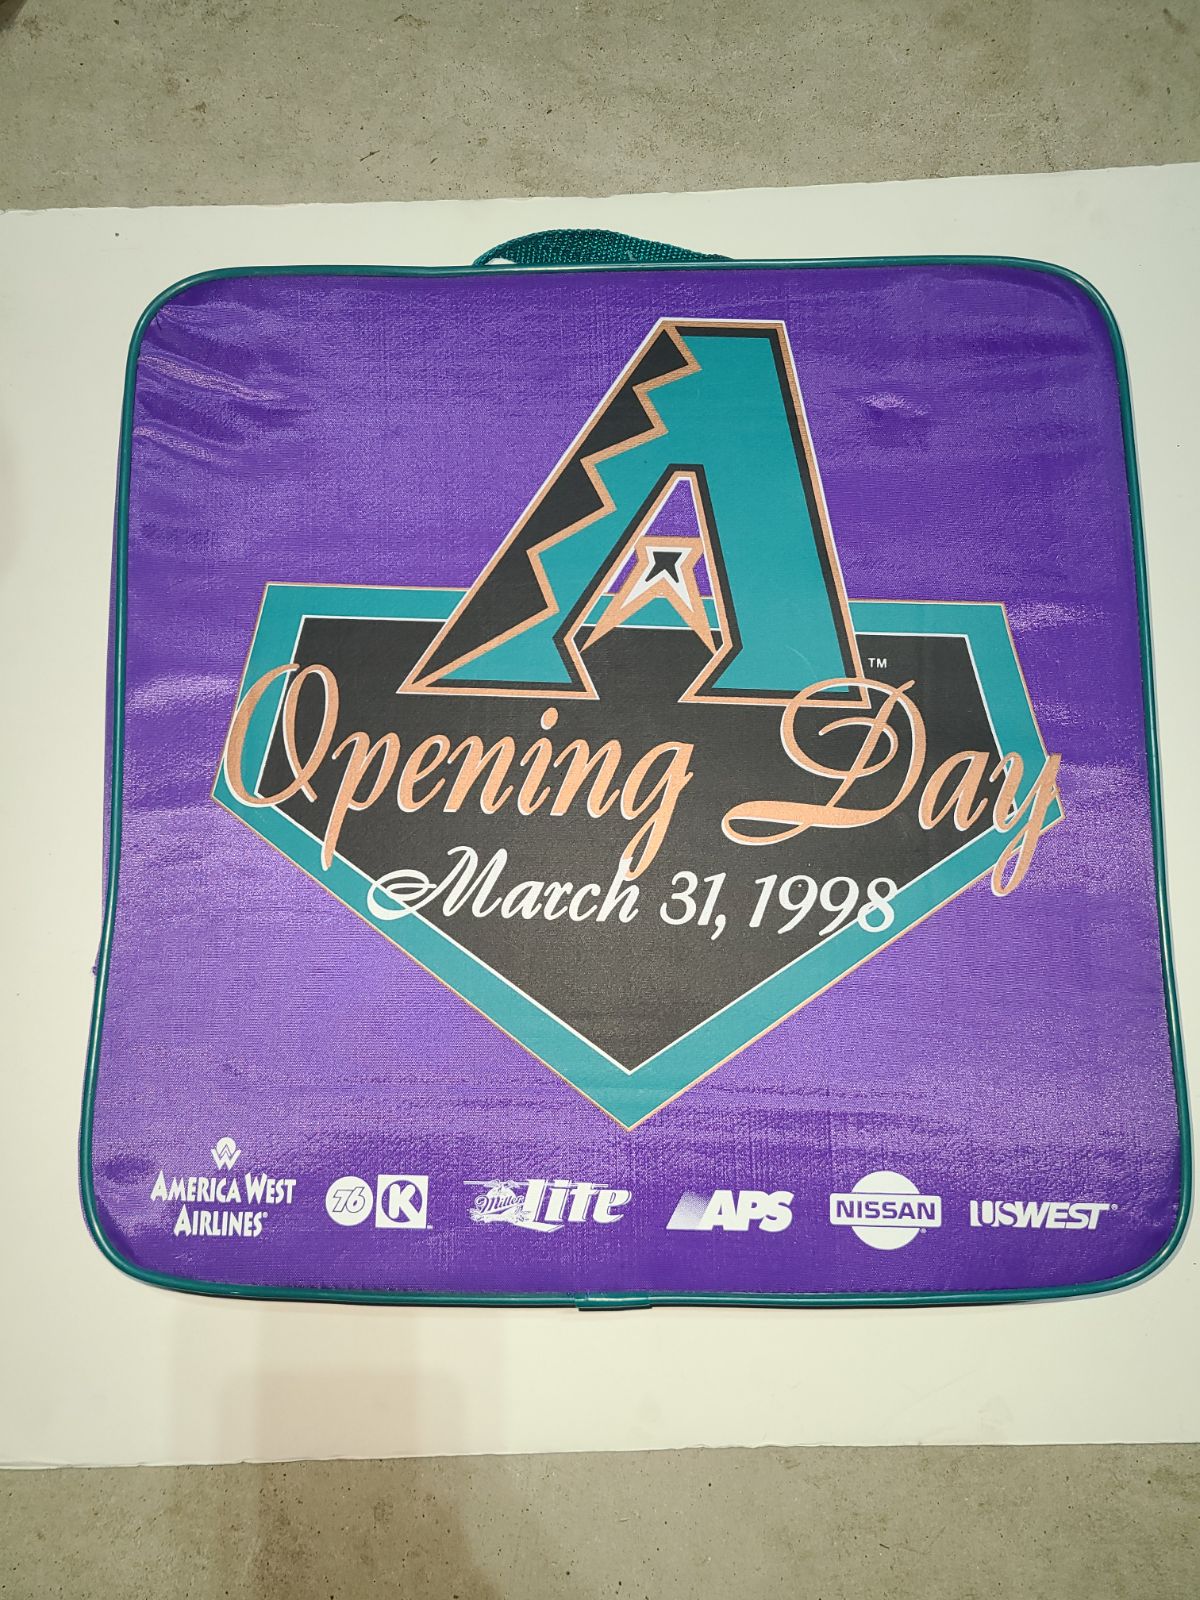 A
TM
Opening Day
March 31, 1998
AMERICA WEST
AIRLINES
76 K
Miller Lite
APS
NISSAN
USWEST